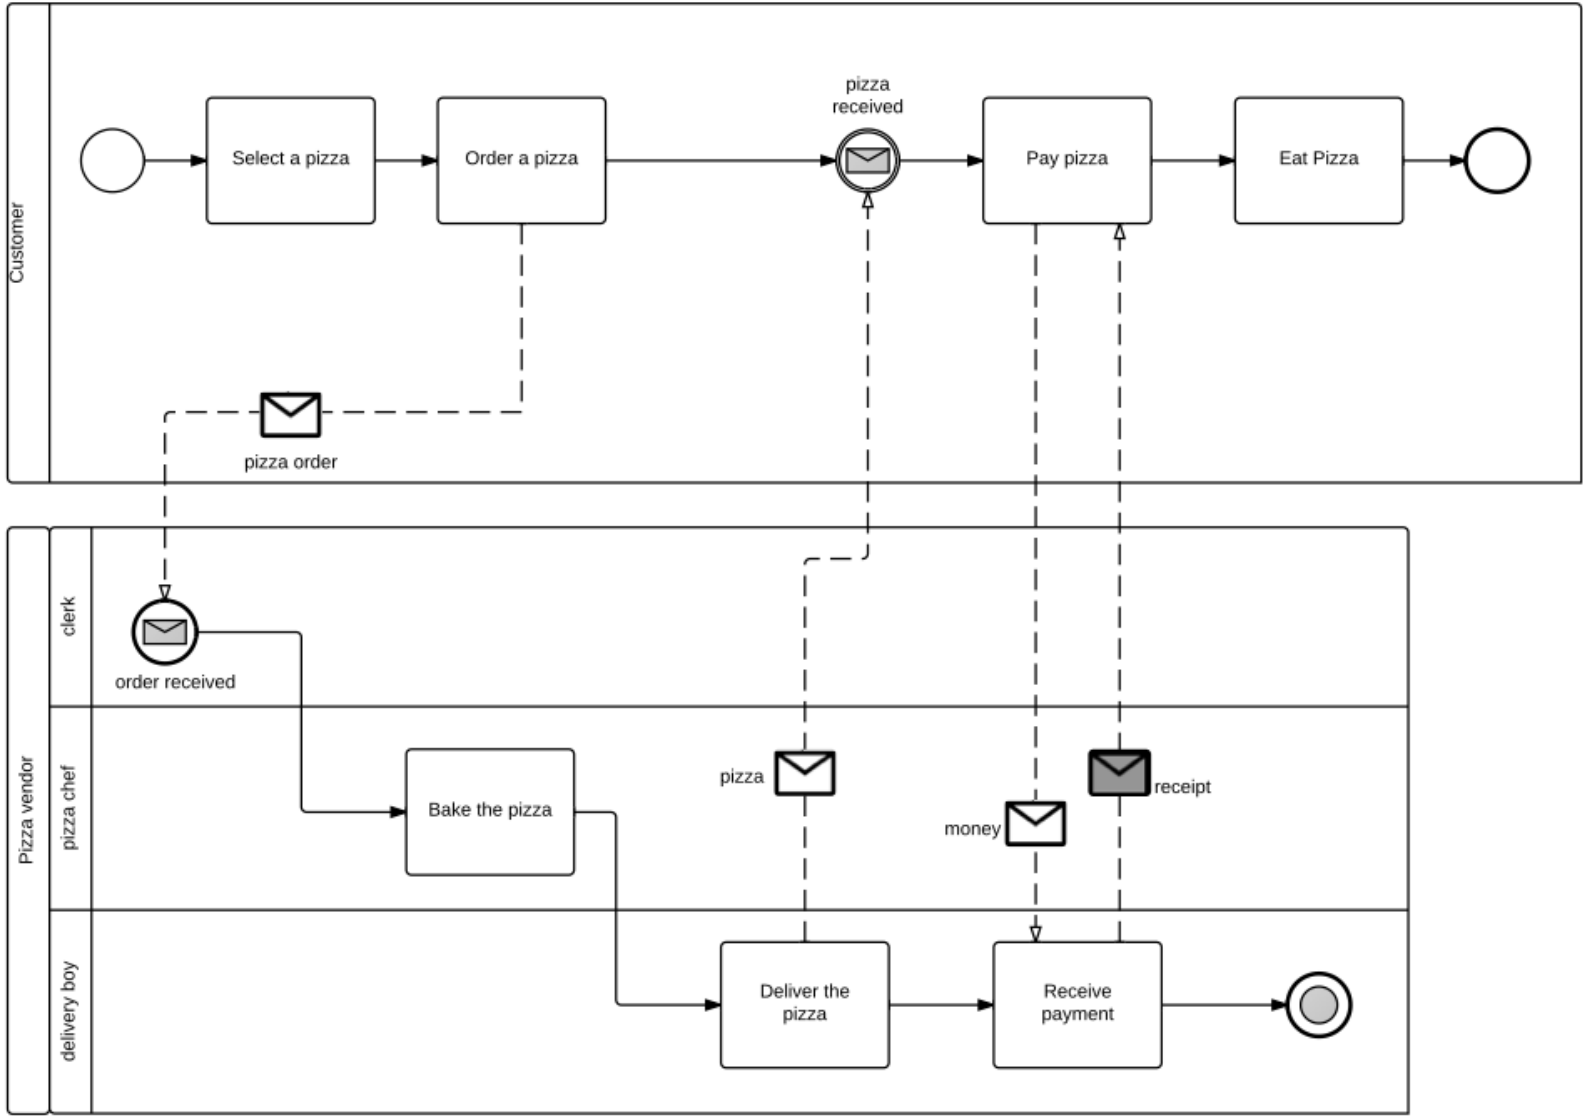 Customer
Select a pizza
Order a pizza
pizza
received
Pay pizza
Eat Pizza
pizza order
Pizza vendor
clerk
order received
pizza chef
Bake the pizza
pizza
money
receipt
delivery boy
Deliver the
pizza
Receive
payment